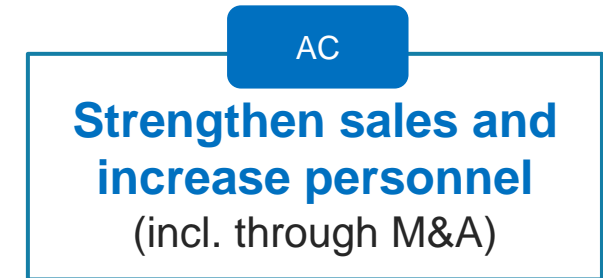 AC
Strengthen sales and
increase personnel
(incl. through M&A)